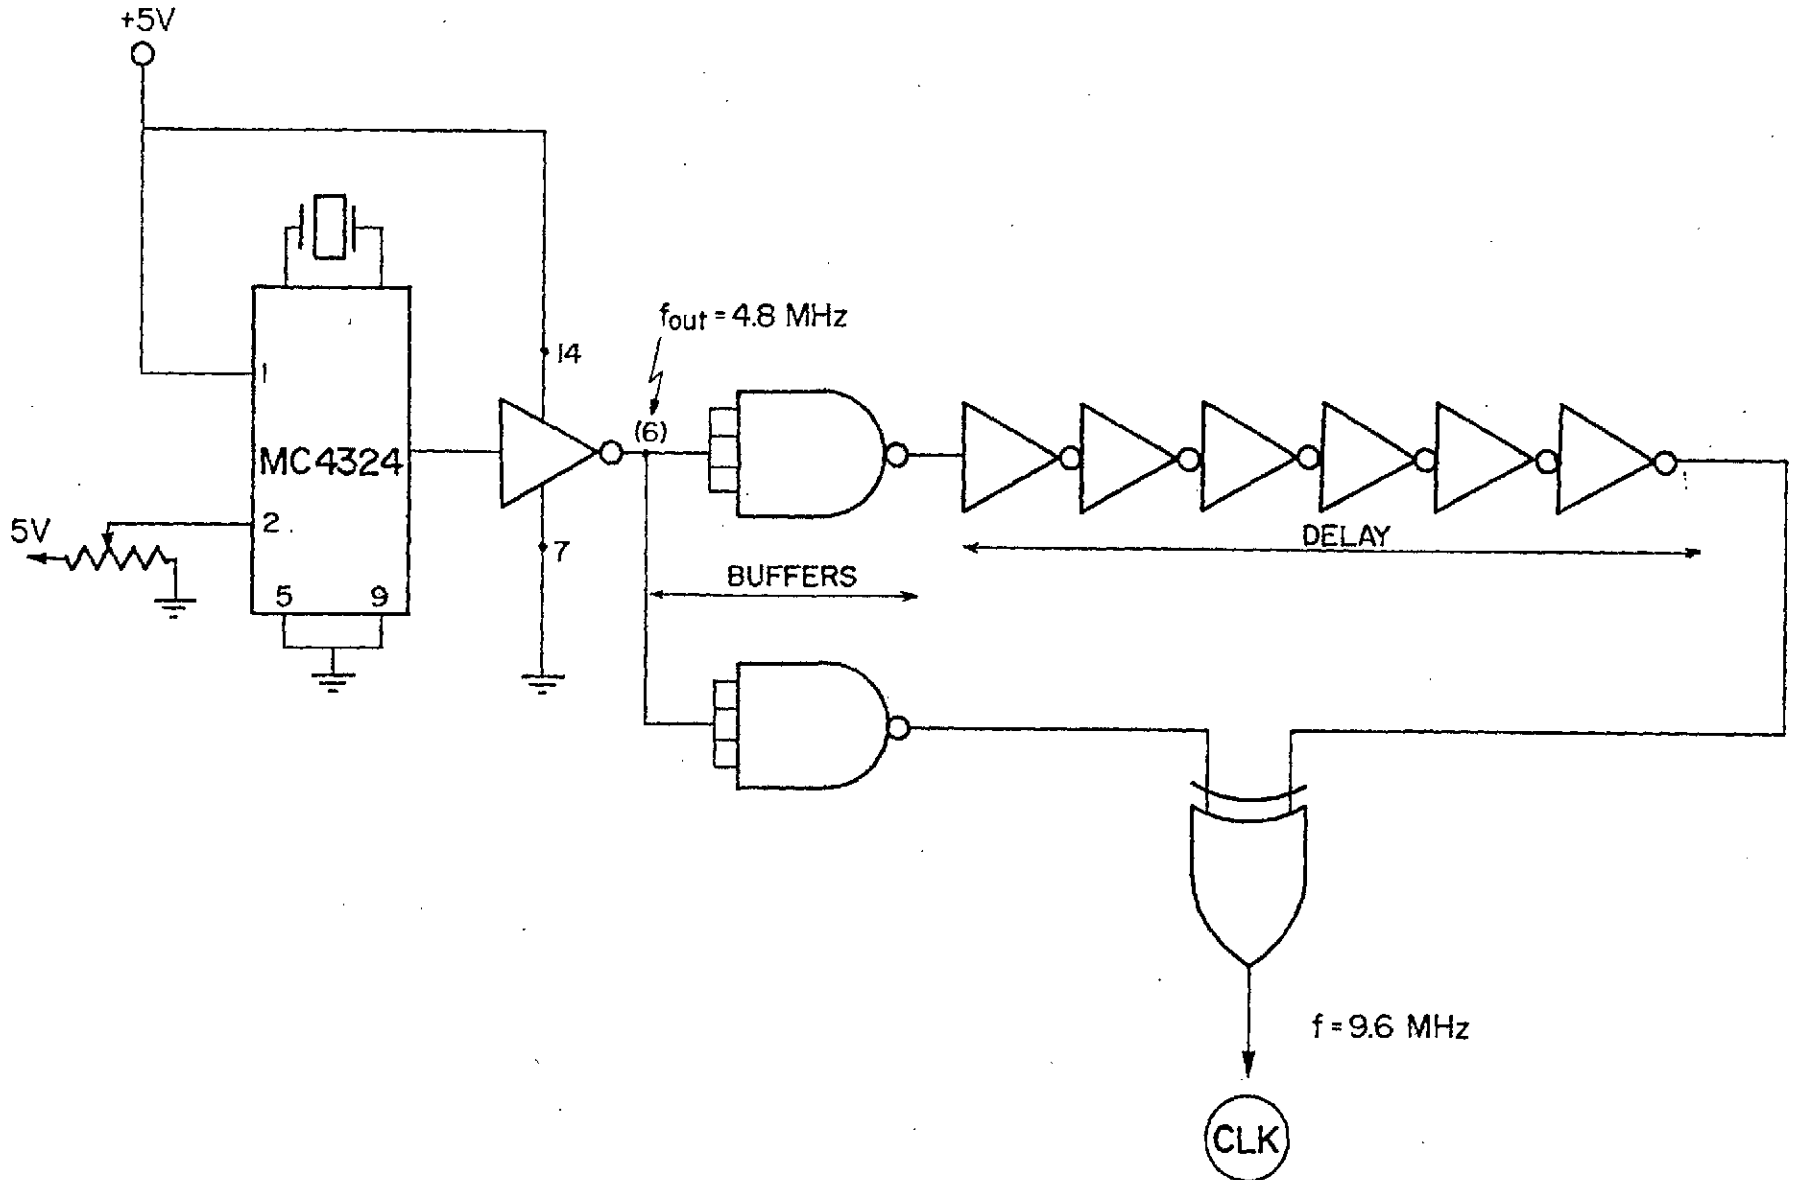 +5V
f_out = 4.8 MHz
14
1
(6)
MC4324
2
5V
7
DELAY
BUFFERS
5
9
f = 9.6 MHz
CLK